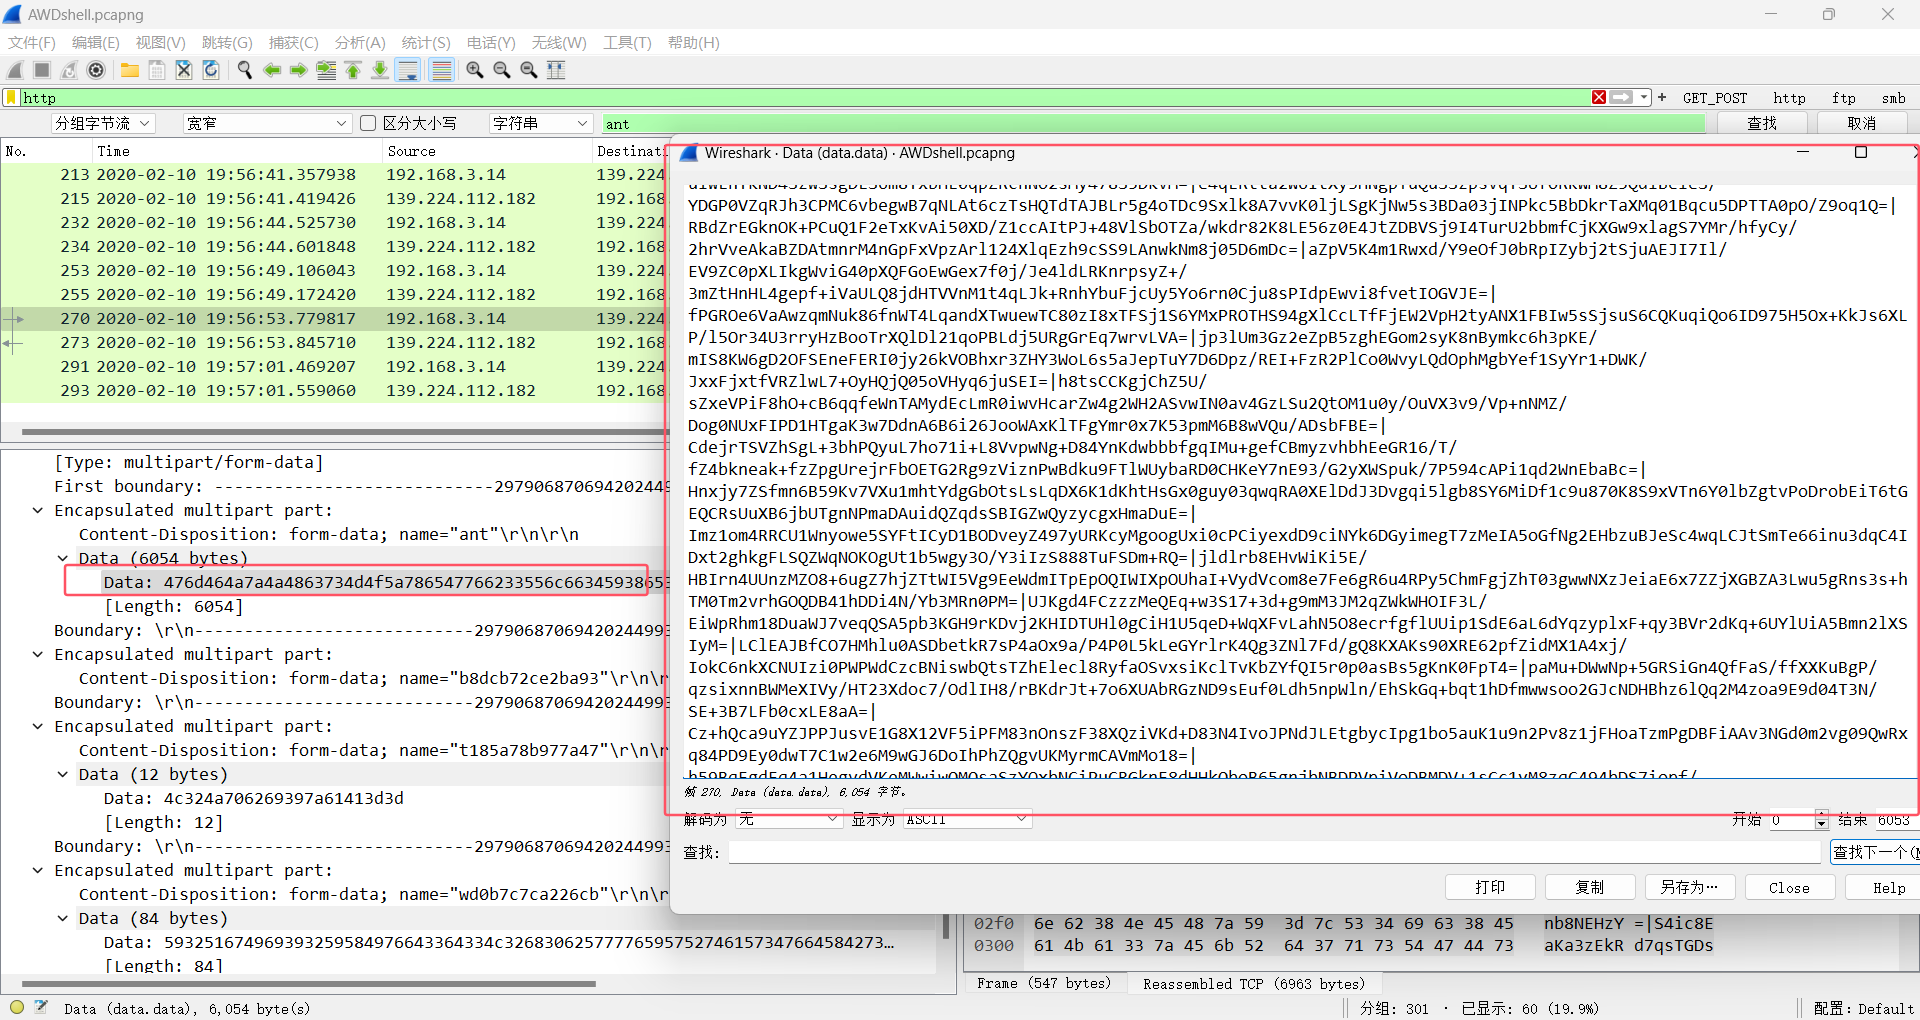 AWDshell.pcapng
文件(F) 编辑(E) 视图(V) 跳转(G) 捕获(C) 分析(A) 统计(S) 电话(Y) 无线(W) 工具(T) 帮助(H)
http
GET_POST http ftp smb
分组字节流 宽窄 区分大小写 字符串 ant 查找 取消
No. Time Source Destinati
213 2020-02-10 19:56:41.357938 192.168.3.14 139.224
215 2020-02-10 19:56:41.419426 139.224.112.182 192.168
232 2020-02-10 19:56:44.525730 192.168.3.14 139.224
234 2020-02-10 19:56:44.601848 139.224.112.182 192.168
253 2020-02-10 19:56:49.106043 192.168.3.14 139.224
255 2020-02-10 19:56:49.172420 139.224.112.182 192.168
270 2020-02-10 19:56:53.779817 192.168.3.14 139.224
273 2020-02-10 19:56:53.845710 139.224.112.182 192.168
291 2020-02-10 19:57:01.469207 192.168.3.14 139.224
293 2020-02-10 19:57:01.559060 139.224.112.182 192.168
[Type: multipart/form-data]
First boundary: ----------------------------2979068706942024499
Encapsulated multipart part:
Content-Disposition: form-data; name="ant"\r\n\r\n
Data (6054 bytes)
Data: 476d464a7a4a4863734d4f5a786547766233556c66345938653
[Length: 6054]
Boundary: \r\n----------------------------2979068706942024499
Encapsulated multipart part:
Content-Disposition: form-data; name="b8dcb72ce2ba93"\r\n\r
Boundary: \r\n----------------------------2979068706942024499
Encapsulated multipart part:
Content-Disposition: form-data; name="t185a78b977a47"\r\n\r
Data (12 bytes)
Data: 4c324a706269397a61413d3d
[Length: 12]
Boundary: \r\n----------------------------2979068706942024499
Encapsulated multipart part:
Content-Disposition: form-data; name="wd0b7c7ca226cb"\r\n\r
Data (84 bytes)
Data: 59325167496939325958497664336433​4c3268306257777659575274615734766458427​3…
[Length: 84]
Wireshark · Data (data.data) · AWDshell.pcapng
YDGP0VZqRJh3CPMC6vbegwB7qNLAt6czTsHQTdTAJBLr5g4oTDc9Sxlk8A7vvK0ljLSgKjNw5s3BDa03jINPkc5BbDkrTaXMq01Bqcu5DPTTA0pO/Z9oq1Q=|
RBdZrEGknOK+PCuQ1F2eTxKvAi50XD/Z1ccAItPJ+48VlSbOTZa/wkdr82K8LE56z0E4JtZDBVSj9I4TurU2bbmfCjKXGw9xlagS7YMr/hfyCy/
2hrVveAkaBZDAtmnrM4nGpFxVpzArl124XlqEzh9cSS9LAnwkNm8j05D6mDc=|aZpV5K4m1Rwxd/Y9eOfJ0bRpIZybj2tSjuAEJI7Il/
EV9ZC0pXLIkgWviG40pXQFGoEwGex7f0j/Je4ldLRKnrpsyZ+/
3mZtHnHL4gepf+iVaULQ8jdHTVVnM1t4qLJk+RnhYbuFjcUy5Yo6rn0Cju8sPIdpEwvi8fvetIOGVJE=|
fPGROe6VaAwzqmNuk86fnWT4LqandXTwuewTC80zI8xTFSj1S6YMxPROTHS94gXlCcLTfFjEW2VpH2tyANX1FBIw5sSjsuS6CQKuqiQo6ID975H5Ox+KkJs6XL
P/l5Or34U3rryHzBooTrXQlDl21qoPBLdj5URgGrEq7wrvLVA=|jp3lUm3Gz2eZpB5zghEGom2syK8nBymkc6h3pKE/
mIS8KW6gD2OFSEneFERI0jy26kVOBhxr3ZHY3WoL6s5aJepTuY7D6Dpz/REI+FzR2PlCo0WvyLQdOphMgbYef1SyYr1+DWK/
JxxFjxtfVRZlwL7+OyHQjQ05oVHyq6juSEI=|h8tsCCKgjChZ5U/
sZxeVPiF8hO+cB6qqfeWnTAMydEcLmR0iwvHcarZw4g2WH2ASvwIN0av4GzLSu2QtOM1u0y/OuVX3v9/Vp+nNMZ/
Dog0NUxFIPD1HTgaK3w7DdnA6B6i26JooWAxKlTFgYmr0x7K53pmM6B8wVQu/ADsbFBE=|
CdejrTSVZhSgL+3bhPQyuL7ho71i+L8VvpwNg+D84YnKdwbbbfgqIMu+gefCBmyzvhbhEeGR16/T/
fZ4bkneak+fzZpgUrejrFbOETG2Rg9zViznPwBdku9FTlWUybaRD0CHKeY7nE93/G2yXWSpuk/7P594cAPi1qd2WnEbaBc=|
Hnxjy7ZSfmn6B59Kv7VXu1mhtYdgGbOtsLsLqDX6K1dKhtHsGx0guy03qwqRA0XElDdJ3Dvgqi5lgb8SY6MiDf1c9u870K8S9xVTn6Y0lbZgtvPoDrobEiT6tG
EQCRsUuXB6jbUTgnNPmaDAuidQZqdsSBIGZwQyzycgxHmaDuE=|
Imz1om4RRCU1Wnyowe5SYFtICyD1BODveyZ497yURKcyMgoogUxi0cPCiyexdD9ciNYk6DGyimegT7zMeIA5oGfNg2EHbzuBJeSc4wqLCJtSmTe66inu3dqC4I
Dxt2ghkgFLSQZWqNOKOgUt1b5wgy3O/Y3iIzS888TuFSDm+RQ=|jldlrb8EHvWiKi5E/
HBIrn4UUnzMZO8+6ugZ7hjZTtWI5Vg9EeWdmITpEpOQIWIXpOUhaI+VydVcom8e7Fe6gR6u4RPy5ChmFgjZhT03gwwNXzJeiaE6x7ZZjXGBZA3Lwu5gRns3s+h
TM0Tm2vrhGOQDB41hDDi4N/Yb3MRn0PM=|UJKgd4FCzzzMeQEq+w3S17+3d+g9mM3JM2qZWkWHOIF3L/
EiWpRhm18DuaWJ7veqQSA5pb3KGH9rKDvj2KHIDTUHl0gCiH1U5qeD+WqXFvLahN5O8ecrfgflUUip1SdE6aL6dYqzyplxF+qy3BVr2dKq+6UYlUiA5Bmn2lXS
IyM=|LClEAJBfCO7HMhlu0ASDbetkR7sP4aOx9a/P4P0L5kLeGYrlrK4Qg3ZNl7Fd/gQ8KXAKs90XRE62pfZidMX1A4xj/
IokC6nkXCNUIzi0PWPWdCzcBNiswbQtsTZhElecl8RyfaOSvxsiKclTvKbZYfQI5r0p0asBs5gKnK0FpT4=|paMu+DWwNp+5GRSiGn4QfFaS/ffXXKuBgP/
qzsixnnBWMeXIVy/HT23Xdoc7/OdlIH8/rBKdrJt+7o6XUAbRGzND9sEuf0Ldh5npWln/EhSkGq+bqt1hDfmwwsoo2GJcNDHBhz6lQq2M4zoa9E9d04T3N/
SE+3B7LFb0cxLE8aA=|
Cz+hQca9uYZJPPJusvE1G8X12VF5iPFM83nOnszF38XQziVKd+D83N4IvoJPNdJLEtgbycIpg1bo5auK1u9n2Pv8z1jFHoaTzmPgDBFiAAv3NGd0m2vg09QwRx
q84PD9Ey0dwT7C1w2e6M9wGJ6DoIhPhZQgvUKMyrmCAVmMo18=|
帧 270, Data (data.data), 6,054 字节。
解码为 无 显示为 ASCII 开始 0 结束 6053
查找: 查找下一个(N
打印 复制 另存为… Close Help
02f0 6e 62 38 4e 45 48 7a 59 3d 7c 53 34 69 63 38 45 nb8NEHzY =|S4ic8E
0300 61 4b 61 33 7a 45 6b 52 64 37 71 73 54 47 44 73 aKa3zEkR d7qsTGDs
Frame (547 bytes) Reassembled TCP (6963 bytes)
Data (data.data), 6,054 byte(s) 分组: 301 · 已显示: 60 (19.9%) 配置: Default